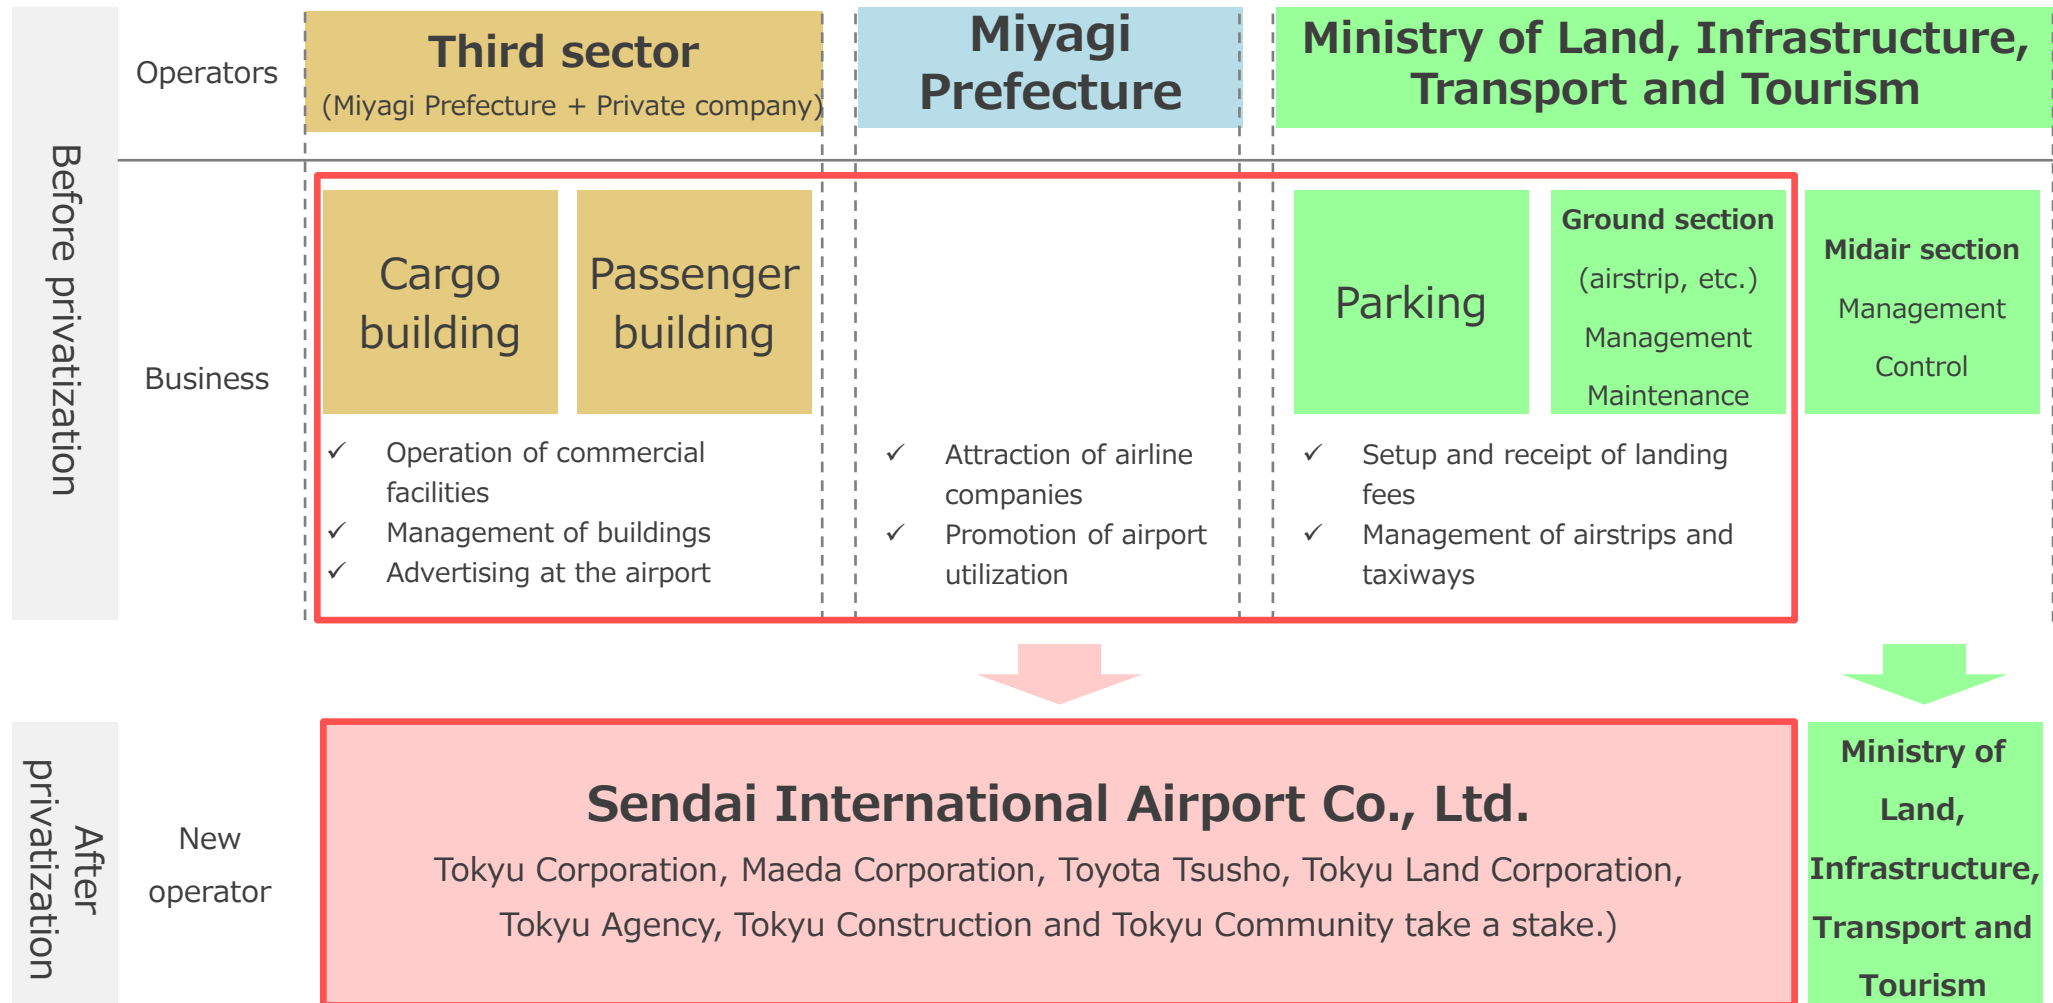 Before privatization
Operators
Third sector
(Miyagi Prefecture + Private company)
Miyagi
Prefecture
Ministry of Land, Infrastructure,
Transport and Tourism
Business
Cargo
building
Passenger
building
✓ Operation of commercial
facilities
✓ Management of buildings
✓ Advertising at the airport
✓ Attraction of airline
companies
✓ Promotion of airport
utilization
Parking
Ground section
(airstrip, etc.)
Management
Maintenance
✓ Setup and receipt of landing
fees
✓ Management of airstrips and
taxiways
Midair section
Management
Control
After
privatization
New
operator
Sendai International Airport Co., Ltd.
Tokyu Corporation, Maeda Corporation, Toyota Tsusho, Tokyu Land Corporation,
Tokyu Agency, Tokyu Construction and Tokyu Community take a stake.)
Ministry of
Land,
Infrastructure,
Transport and
Tourism